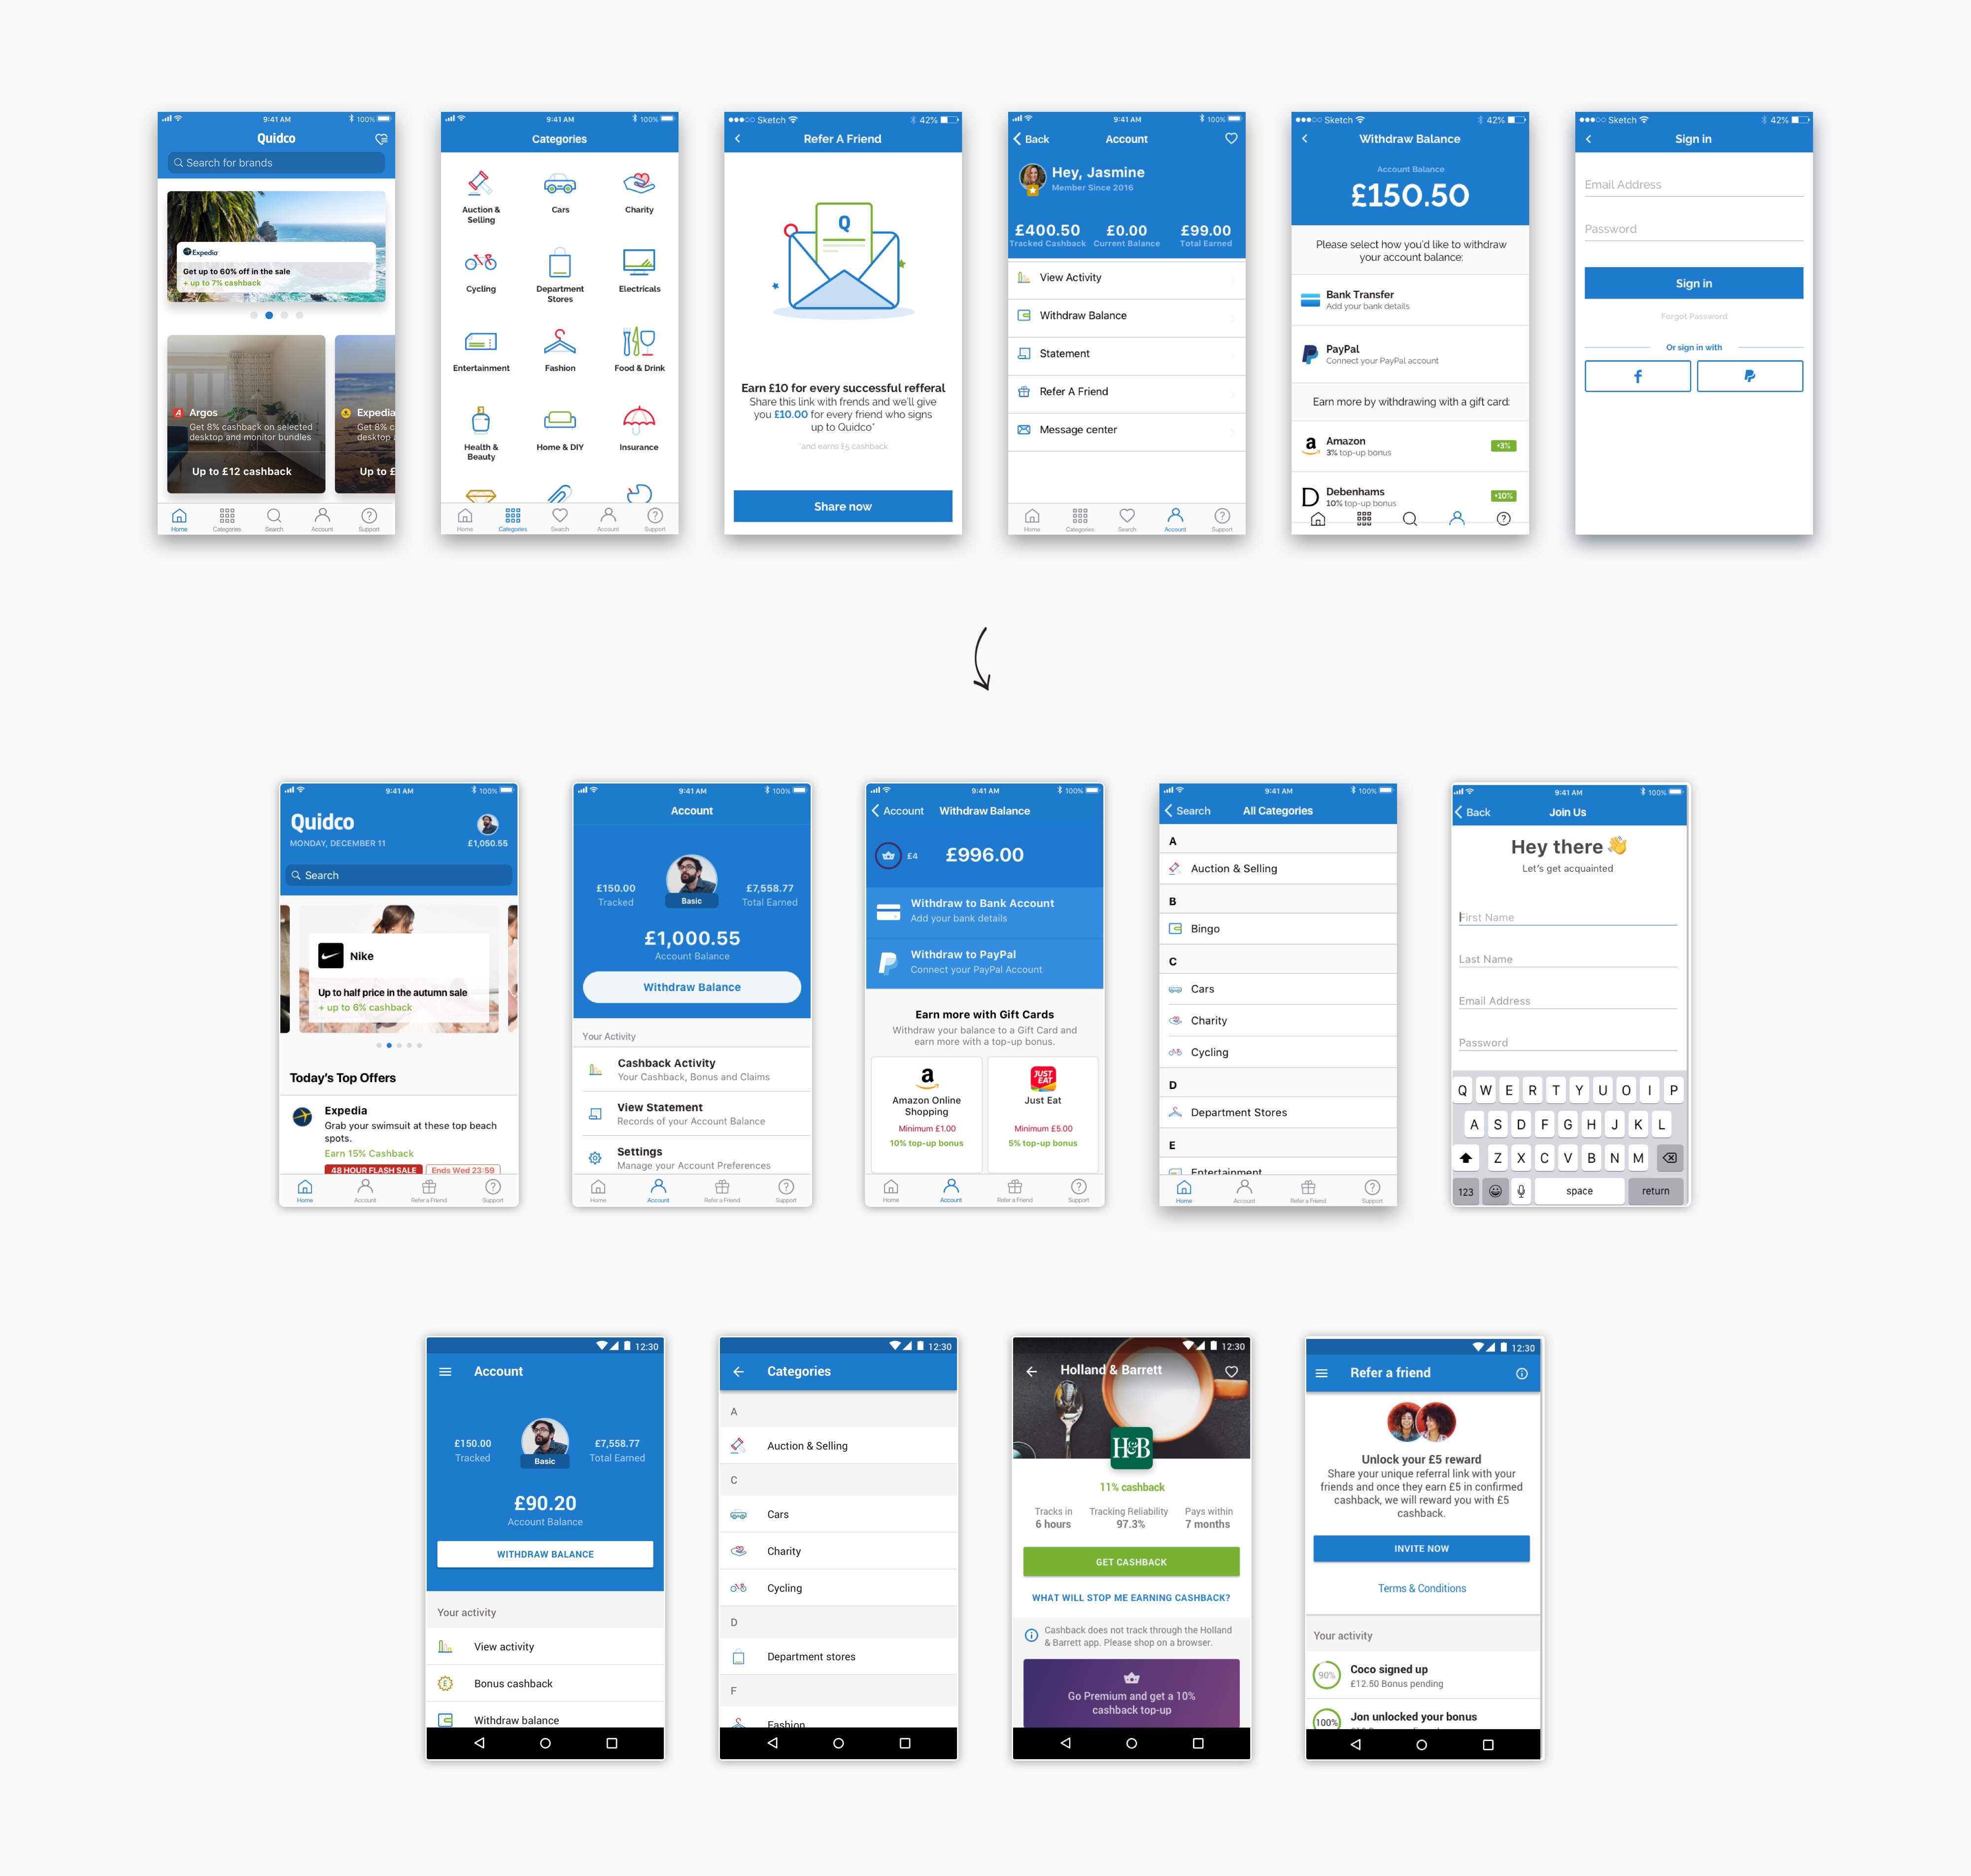 9:41 AM 100%
Quidco
Search for brands
Expedia
Get up to 60% off in the sale
+ up to 7% cashback
Argos
Get 8% cashback on selected
desktop and monitor bundles
Up to £12 cashback
Expedia
Get 8% c
desktop
Up to £
Home Categories Search Account Support
9:41 AM 100%
Categories
Auction &
Selling
Cars
Charity
Cycling
Department
Stores
Electricals
Entertainment
Fashion
Food & Drink
Health &
Beauty
Home & DIY
Insurance
Home Categories Search Account Support
Sketch 42%
Refer A Friend
Q
Earn £10 for every successful refferal
Share this link with frends and we'll give
you £10.00 for every friend who signs
up to Quidco*
*and earns £5 cashback
Share now
9:41 AM 100%
Back Account
Hey, Jasmine
Member Since 2016
£400.50 £0.00 £99.00
Tracked Cashback Current Balance Total Earned
View Activity
Withdraw Balance
Statement
Refer A Friend
Message center
Home Categories Search Account Support
Sketch 42%
Withdraw Balance
Account Balance
£150.50
Please select how you'd like to withdraw
your account balance:
Bank Transfer
Add your bank details
PayPal
Connect your PayPal account
Earn more by withdrawing with a gift card:
a Amazon
3% top-up bonus
+3%
D Debenhams
10% top-up bonus
+10%
Sketch 42%
Sign in
Email Address
Password
Sign in
Forgot Password
Or sign in with
9:41 AM 100%
Quidco
MONDAY, DECEMBER 11 £1,050.55
Search
Nike
Up to half price in the autumn sale
+ up to 6% cashback
Today's Top Offers
Expedia
Grab your swimsuit at these top beach
spots.
Earn 15% Cashback
48 HOUR FLASH SALE Ends Wed 23:59
Home Account Refer a Friend Support
9:41 AM 100%
Account
£150.00 £7,558.77
Tracked Basic Total Earned
£1,000.55
Account Balance
Withdraw Balance
Your Activity
Cashback Activity
Your Cashback, Bonus and Claims
View Statement
Records of your Account Balance
Settings
Manage your Account Preferences
Home Account Refer a Friend Support
9:41 AM 100%
Account Withdraw Balance
£4 £996.00
Withdraw to Bank Account
Add your bank details
Withdraw to PayPal
Connect your PayPal Account
Earn more with Gift Cards
Withdraw your balance to a Gift Card and
earn more with a top-up bonus.
a
Amazon Online
Shopping
Minimum £1.00
10% top-up bonus
JUST
EAT
Just Eat
Minimum £5.00
5% top-up bonus
Home Account Refer a Friend Support
9:41 AM 100%
Search All Categories
A
Auction & Selling
B
Bingo
C
Cars
Charity
Cycling
D
Department Stores
E
Entertainment
Home Account Refer a Friend Support
9:41 AM 100%
Back Join Us
Hey there
Let's get acquainted
First Name
Last Name
Email Address
Password
Q W E R T Y U O I P
A S D F G H J K L
Z X C V B N M
123 space return
12:30
Account
£150.00 £7,558.77
Tracked Basic Total Earned
£90.20
Account Balance
WITHDRAW BALANCE
Your activity
View activity
Bonus cashback
Withdraw balance
12:30
Categories
A
Auction & Selling
C
Cars
Charity
Cycling
D
Department stores
F
Fashion
12:30
Holland & Barrett
H&B
11% cashback
Tracks in Tracking Reliability Pays within
6 hours 97.3% 7 months
GET CASHBACK
WHAT WILL STOP ME EARNING CASHBACK?
Cashback does not track through the Holland
& Barrett app. Please shop on a browser.
Go Premium and get a 10%
cashback top-up
12:30
Refer a friend
Unlock your £5 reward
Share your unique referral link with your
friends and once they earn £5 in confirmed
cashback, we will reward you with £5
cashback.
INVITE NOW
Terms & Conditions
Your activity
90% Coco signed up
£12.50 Bonus pending
100% Jon unlocked your bonus